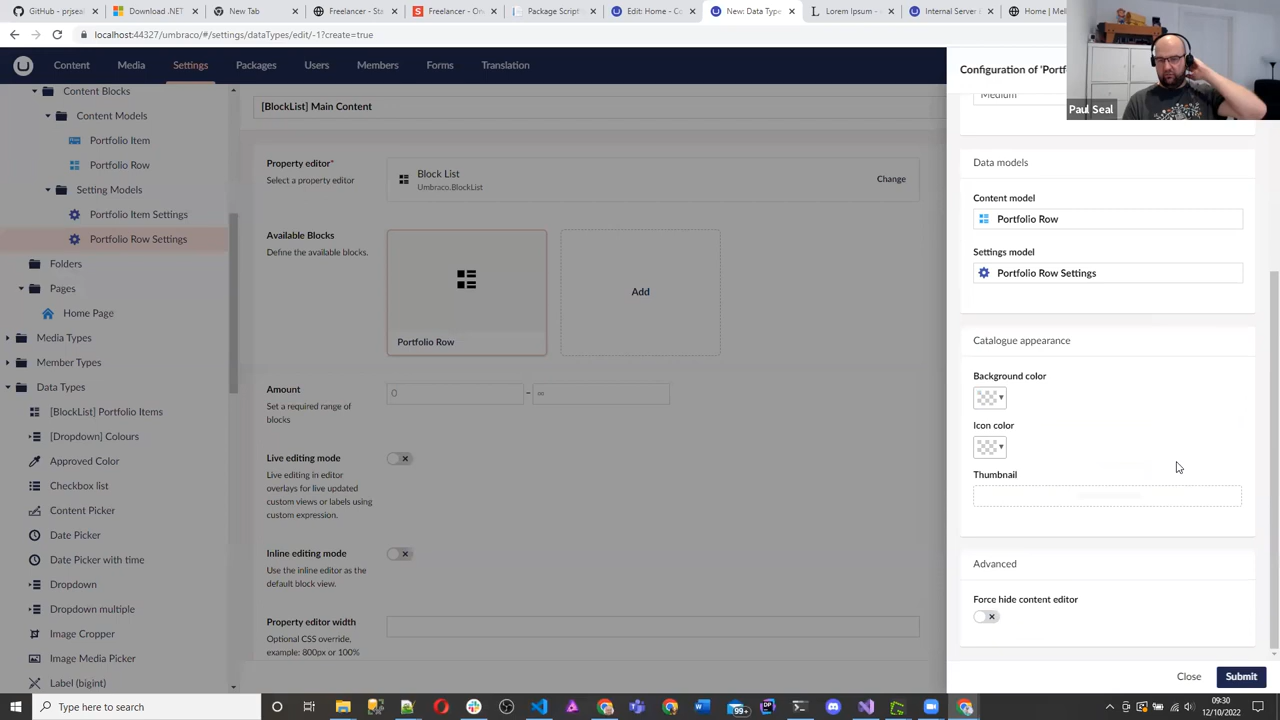 GitHub - prjseal
Download .NET
New Tab
Freelancer - Sta
Freelancer - One
Package Script
Edit: Home - Co
New: Data Types
Lorem Ipsum -
Internal Server
Home | Mel
localhost:44327/umbraco/#/settings/dataTypes/edit/-1?create=true
Content
Media
Settings
Packages
Users
Members
Forms
Translation
Content Blocks
Content Models
Portfolio Item
Portfolio Row
Setting Models
Portfolio Item Settings
Portfolio Row Settings
Folders
Pages
Home Page
Media Types
Member Types
Data Types
[BlockList] Portfolio Items
[Dropdown] Colours
Approved Color
Checkbox list
Content Picker
Date Picker
Date Picker with time
Dropdown
Dropdown multiple
Image Cropper
Image Media Picker
Label (bigint)
[BlockList] Main Content
Property editor*
Select a property editor
Block List
Umbraco.BlockList
Change
Available Blocks
Define the available blocks.
Portfolio Row
Add
Amount
Set a required range of
blocks
0
-
∞
Live editing mode
Live editing in editor
overlays for live updated
custom views or labels using
custom expression.
Inline editing mode
Use the inline editor as the
default block view.
Property editor width
Optional CSS override,
example: 800px or 100%
Configuration of 'Portf
Paul Seal
Medium
Data models
Content model
Portfolio Row
Settings model
Portfolio Row Settings
Catalogue appearance
Background color
Icon color
Thumbnail
Advanced
Force hide content editor
Close
Submit
Type here to search
99+
09:30
12/10/2022